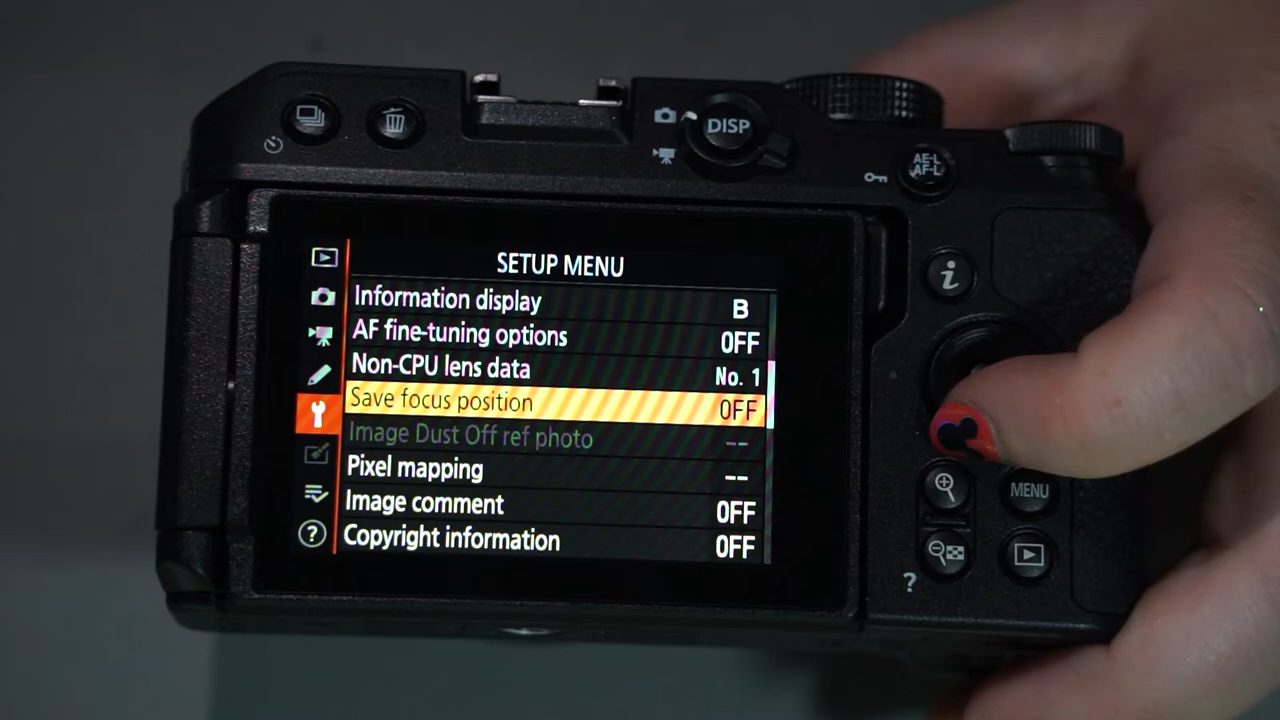 DISP
AE-L
AF-L
i
SETUP MENU
Information display B
AF fine-tuning options OFF
Non-CPU lens data No. 1
Save focus position OFF
Image Dust Off ref photo --
Pixel mapping --
Image comment OFF
Copyright information OFF
?
MENU
?